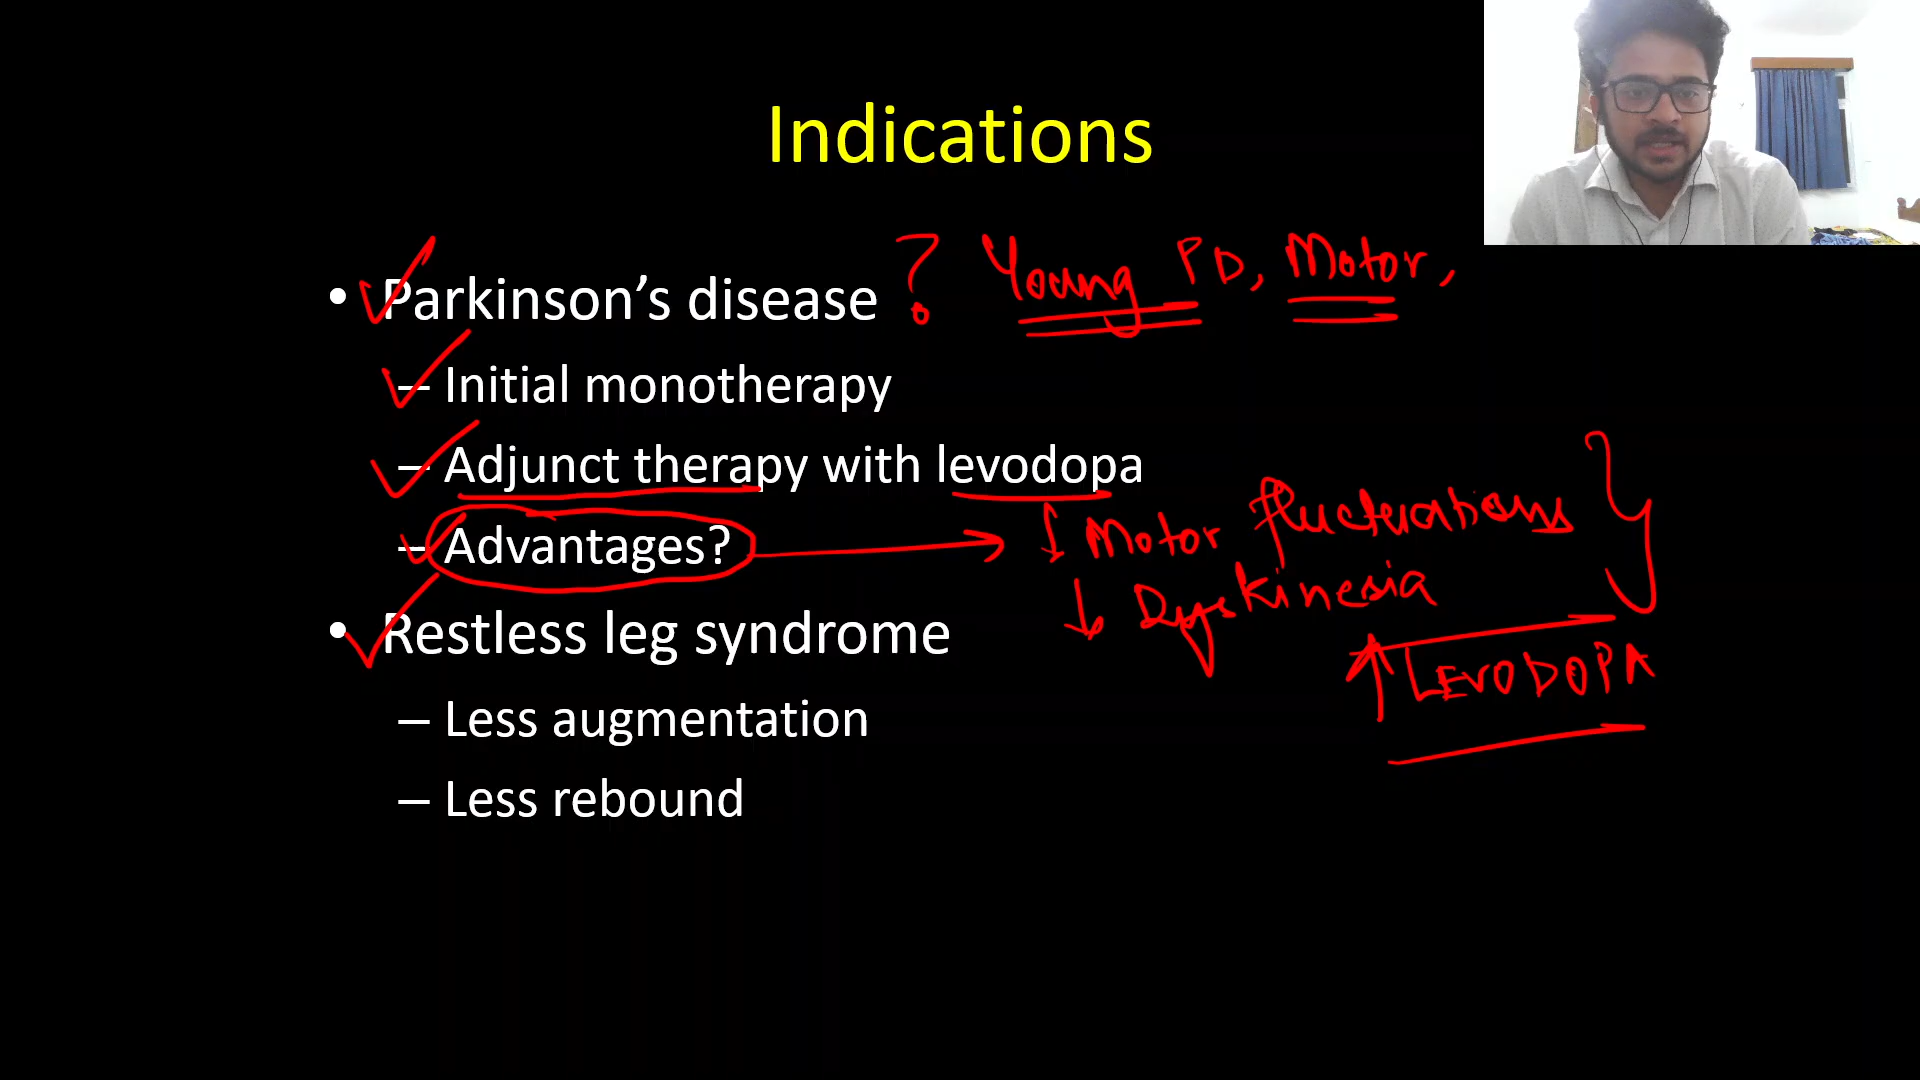 Indications
• Parkinson’s disease ? Young PD, Motor,
– Initial monotherapy
– Adjunct therapy with levodopa
– Advantages? → ↓ Motor fluctuations
↓ Dyskinesia
• Restless leg syndrome
↑ LEVODOPA
– Less augmentation
– Less rebound